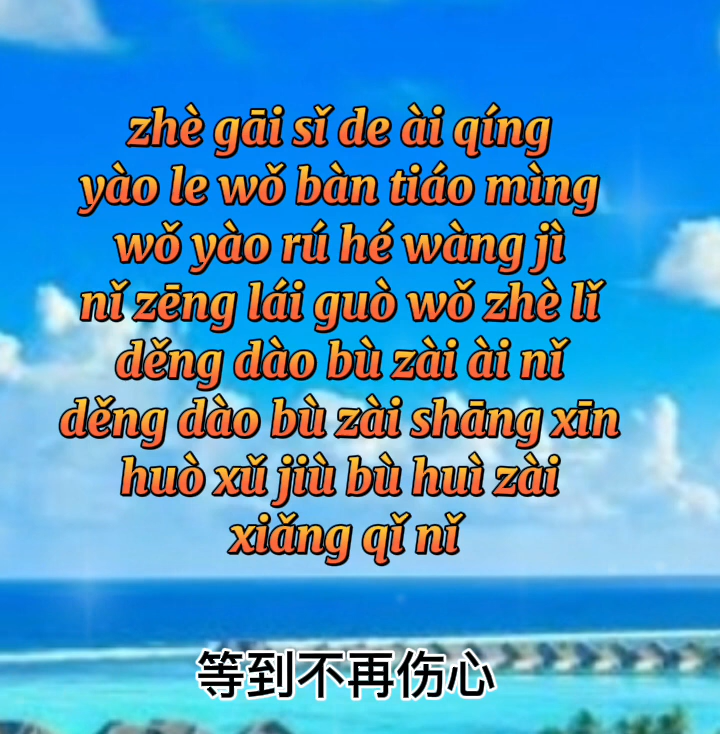 zhè gāi sǐ de ài qíng
yào le wǒ bàn tiáo mìng
wǒ yào rú hé wàng jì
nǐ zēng lái guò wǒ zhè lǐ
děng dào bù zài ài nǐ
děng dào bù zài shāng xīn
huò xǔ jiù bù huì zài
xiǎng qǐ nǐ
等到不再伤心